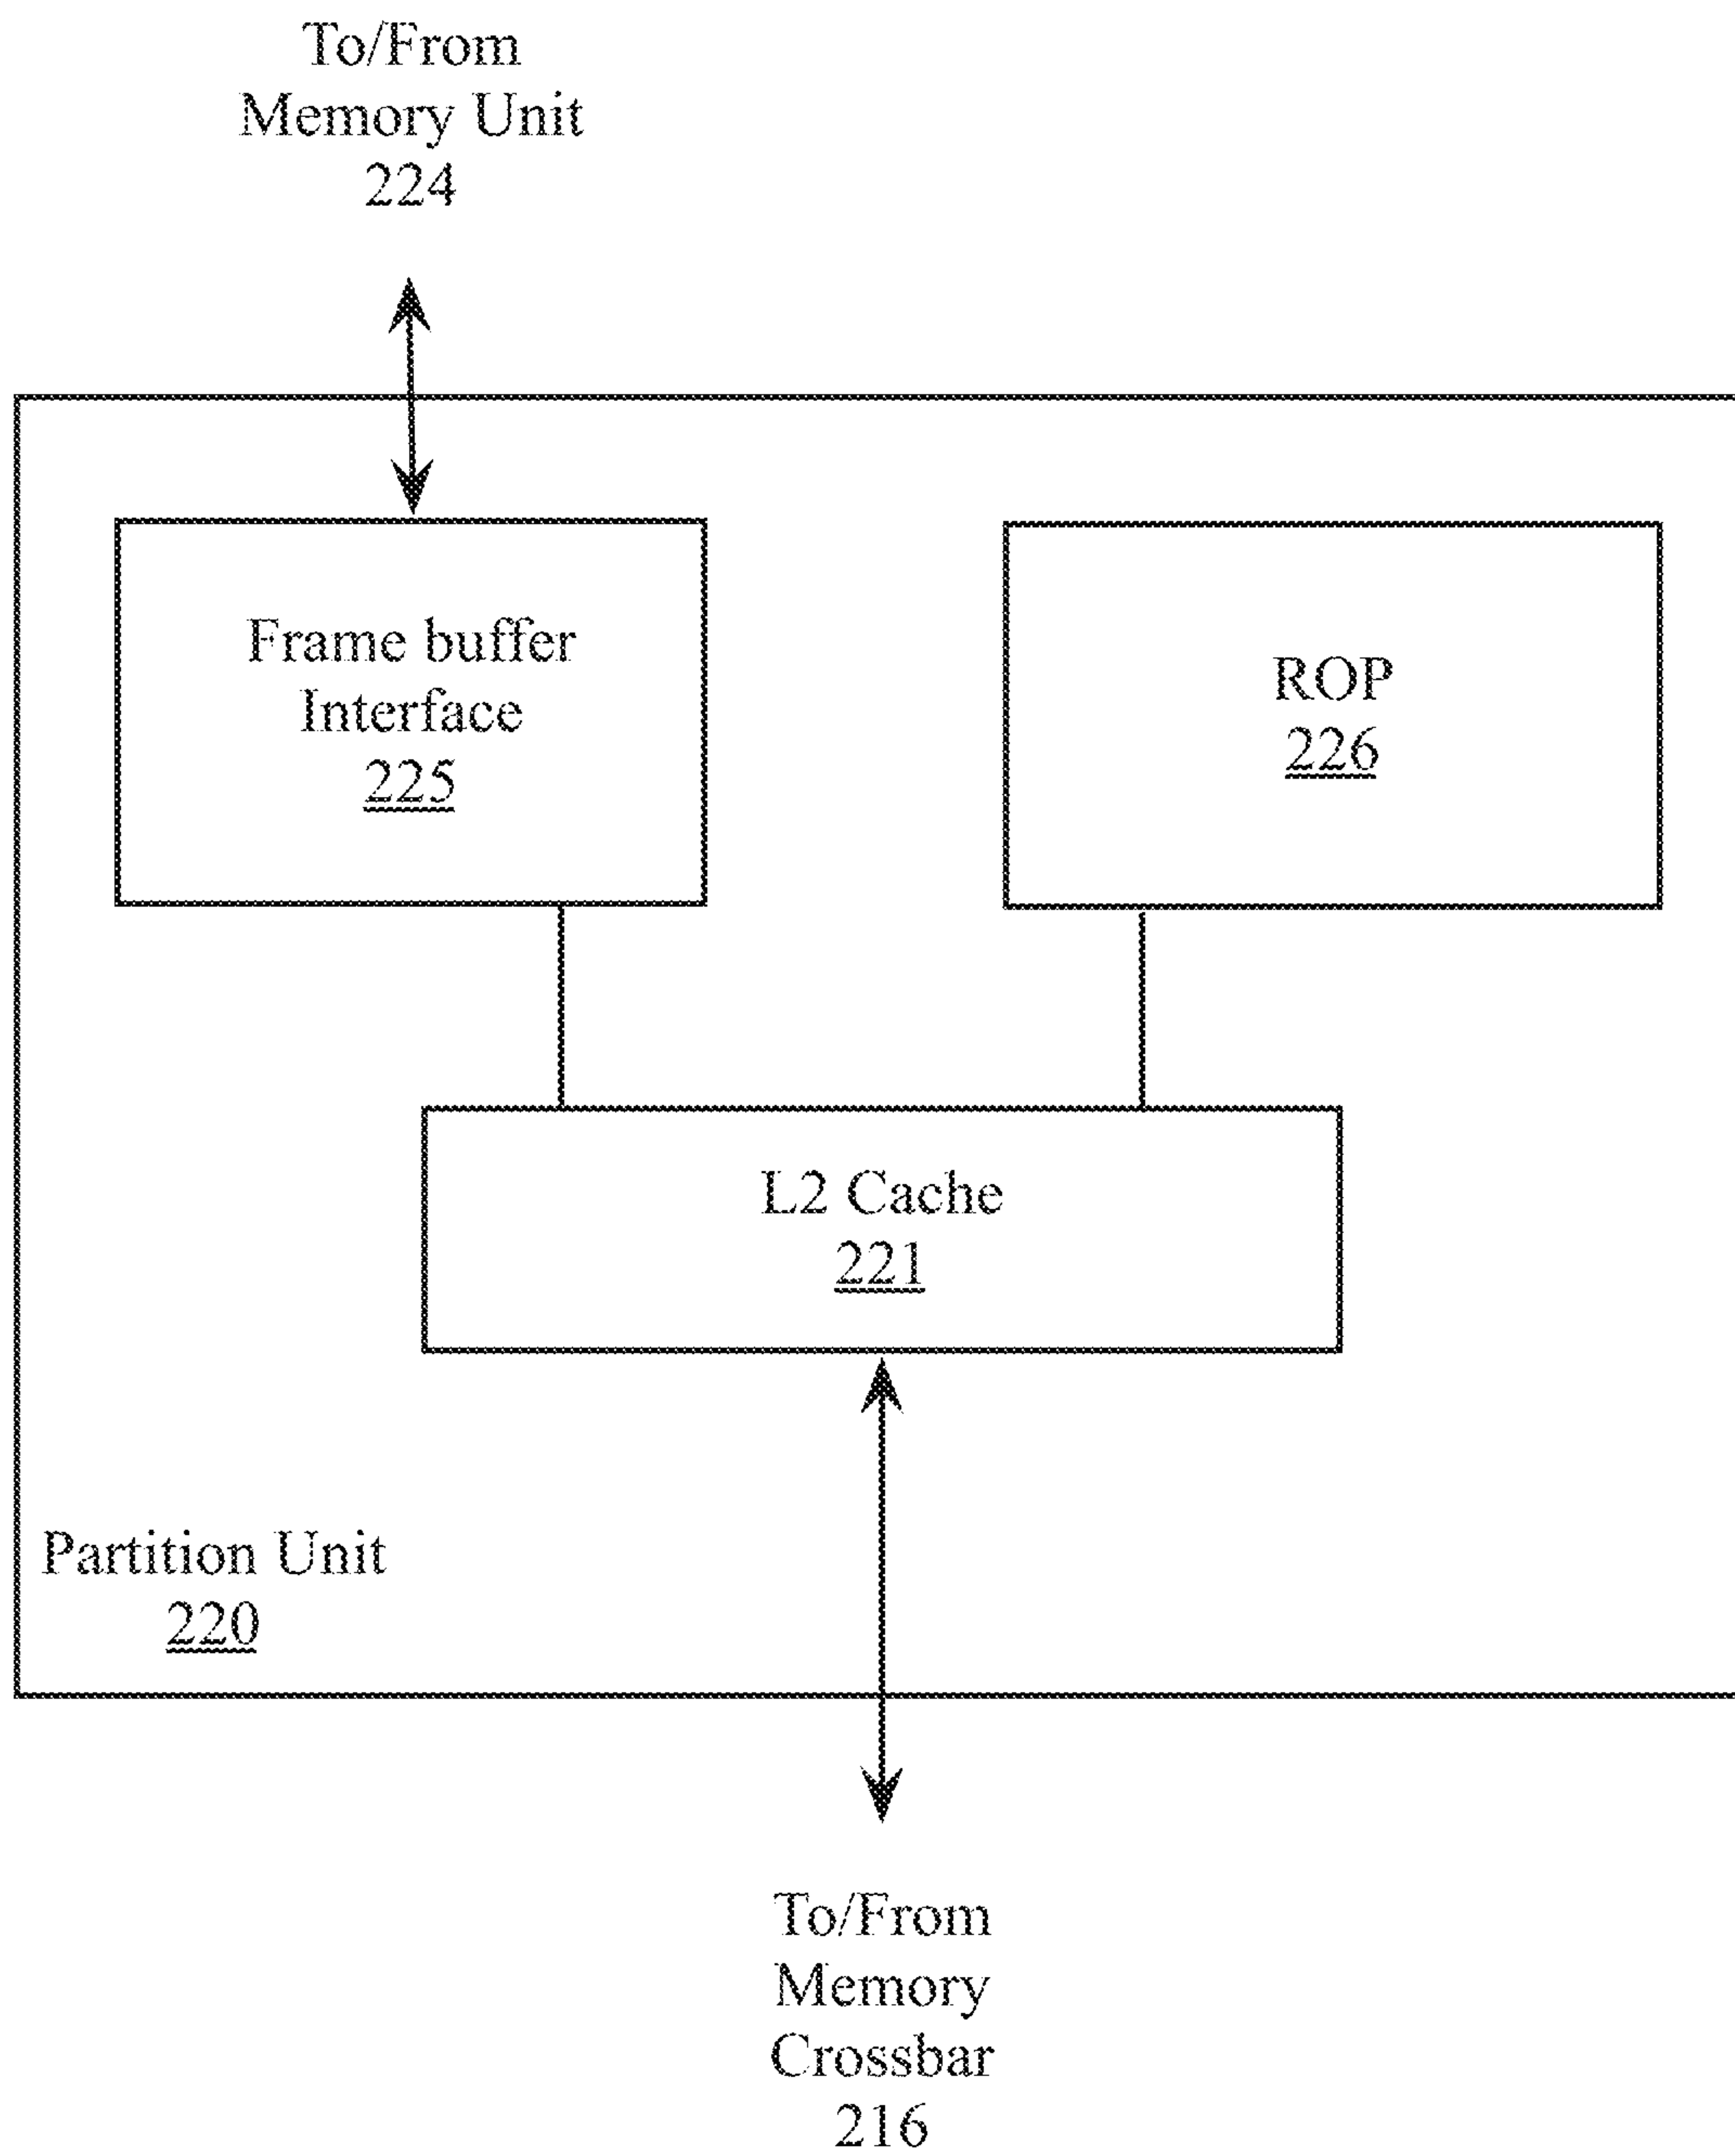 To/From
Memory Unit
224
Frame buffer
Interface
225
ROP
226
L2 Cache
221
Partition Unit
220
To/From
Memory
Crossbar
216